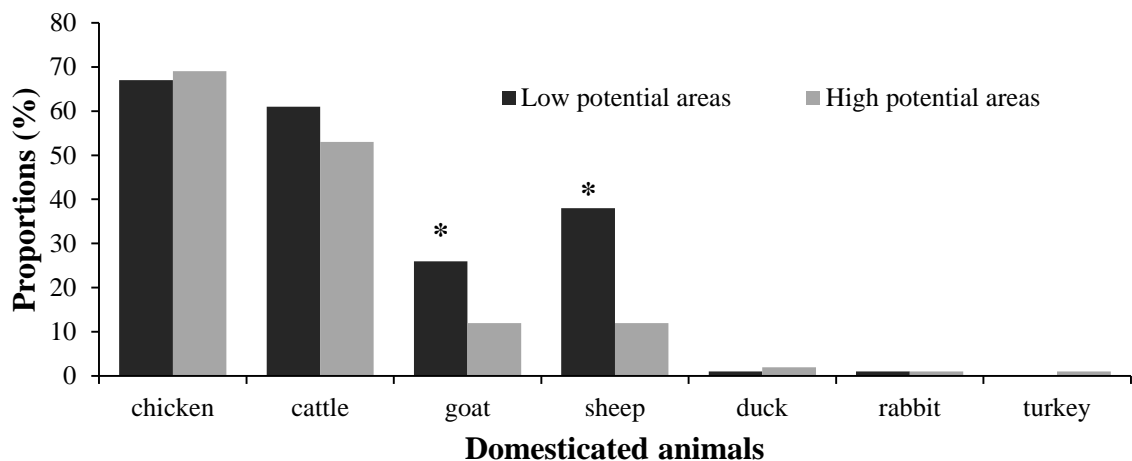 80
70
60
50
40
30
20
10
0
Proportions (%)
Low potential areas
High potential areas
*
*
chicken
cattle
goat
sheep
duck
rabbit
turkey
Domesticated animals